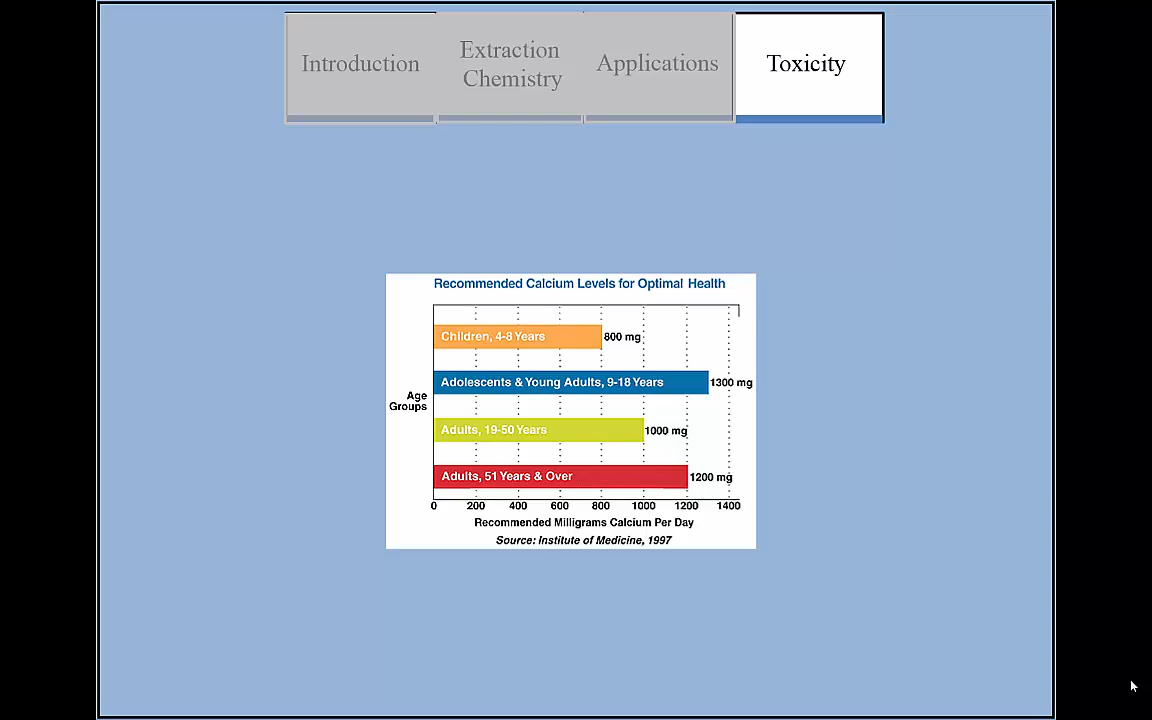 Introduction
Extraction
Chemistry
Applications
Toxicity
Recommended Calcium Levels for Optimal Health
Children, 4-8 Years
800 mg
Adolescents & Young Adults, 9-18 Years
1300 mg
Age
Groups
Adults, 19-50 Years
1000 mg
Adults, 51 Years & Over
1200 mg
0 200 400 600 800 1000 1200 1400
Recommended Milligrams Calcium Per Day
Source: Institute of Medicine, 1997